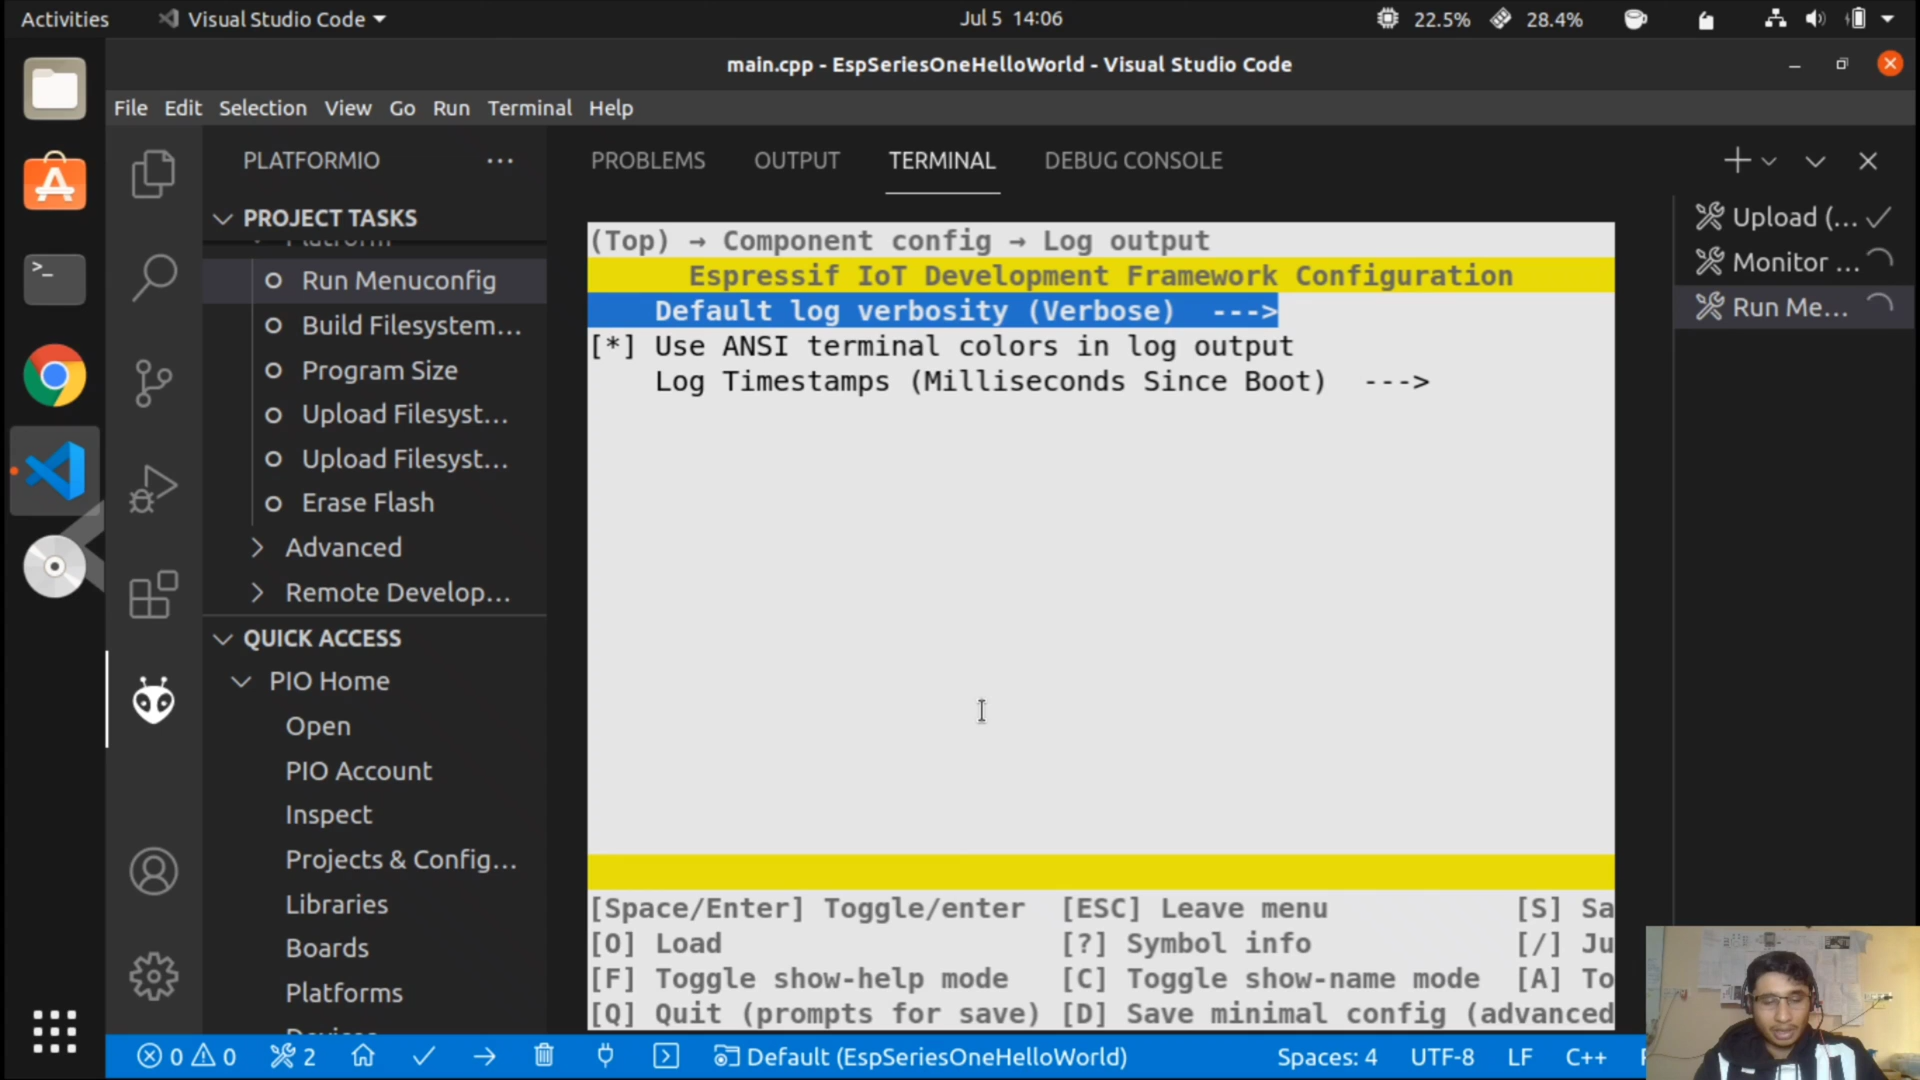 Activities
Visual Studio Code
Jul 5 14:06
22.5%
28.4%
main.cpp - EspSeriesOneHelloWorld - Visual Studio Code
File Edit Selection View Go Run Terminal Help
PLATFORMIO
PROJECT TASKS
Run Menuconfig
Build Filesystem...
Program Size
Upload Filesyst...
Upload Filesyst...
Erase Flash
Advanced
Remote Develop...
QUICK ACCESS
PIO Home
Open
PIO Account
Inspect
Projects & Config...
Libraries
Boards
Platforms
PROBLEMS OUTPUT TERMINAL DEBUG CONSOLE
(Top) → Component config → Log output
Espressif IoT Development Framework Configuration
Default log verbosity (Verbose) --->
[*] Use ANSI terminal colors in log output
Log Timestamps (Milliseconds Since Boot) --->
[Space/Enter] Toggle/enter [ESC] Leave menu [S] Sa
[O] Load [?] Symbol info [/] Ju
[F] Toggle show-help mode [C] Toggle show-name mode [A] To
[Q] Quit (prompts for save) [D] Save minimal config (advanced
Upload (...
Monitor ...
Run Me...
0 0 2 Default (EspSeriesOneHelloWorld) Spaces: 4 UTF-8 LF C++